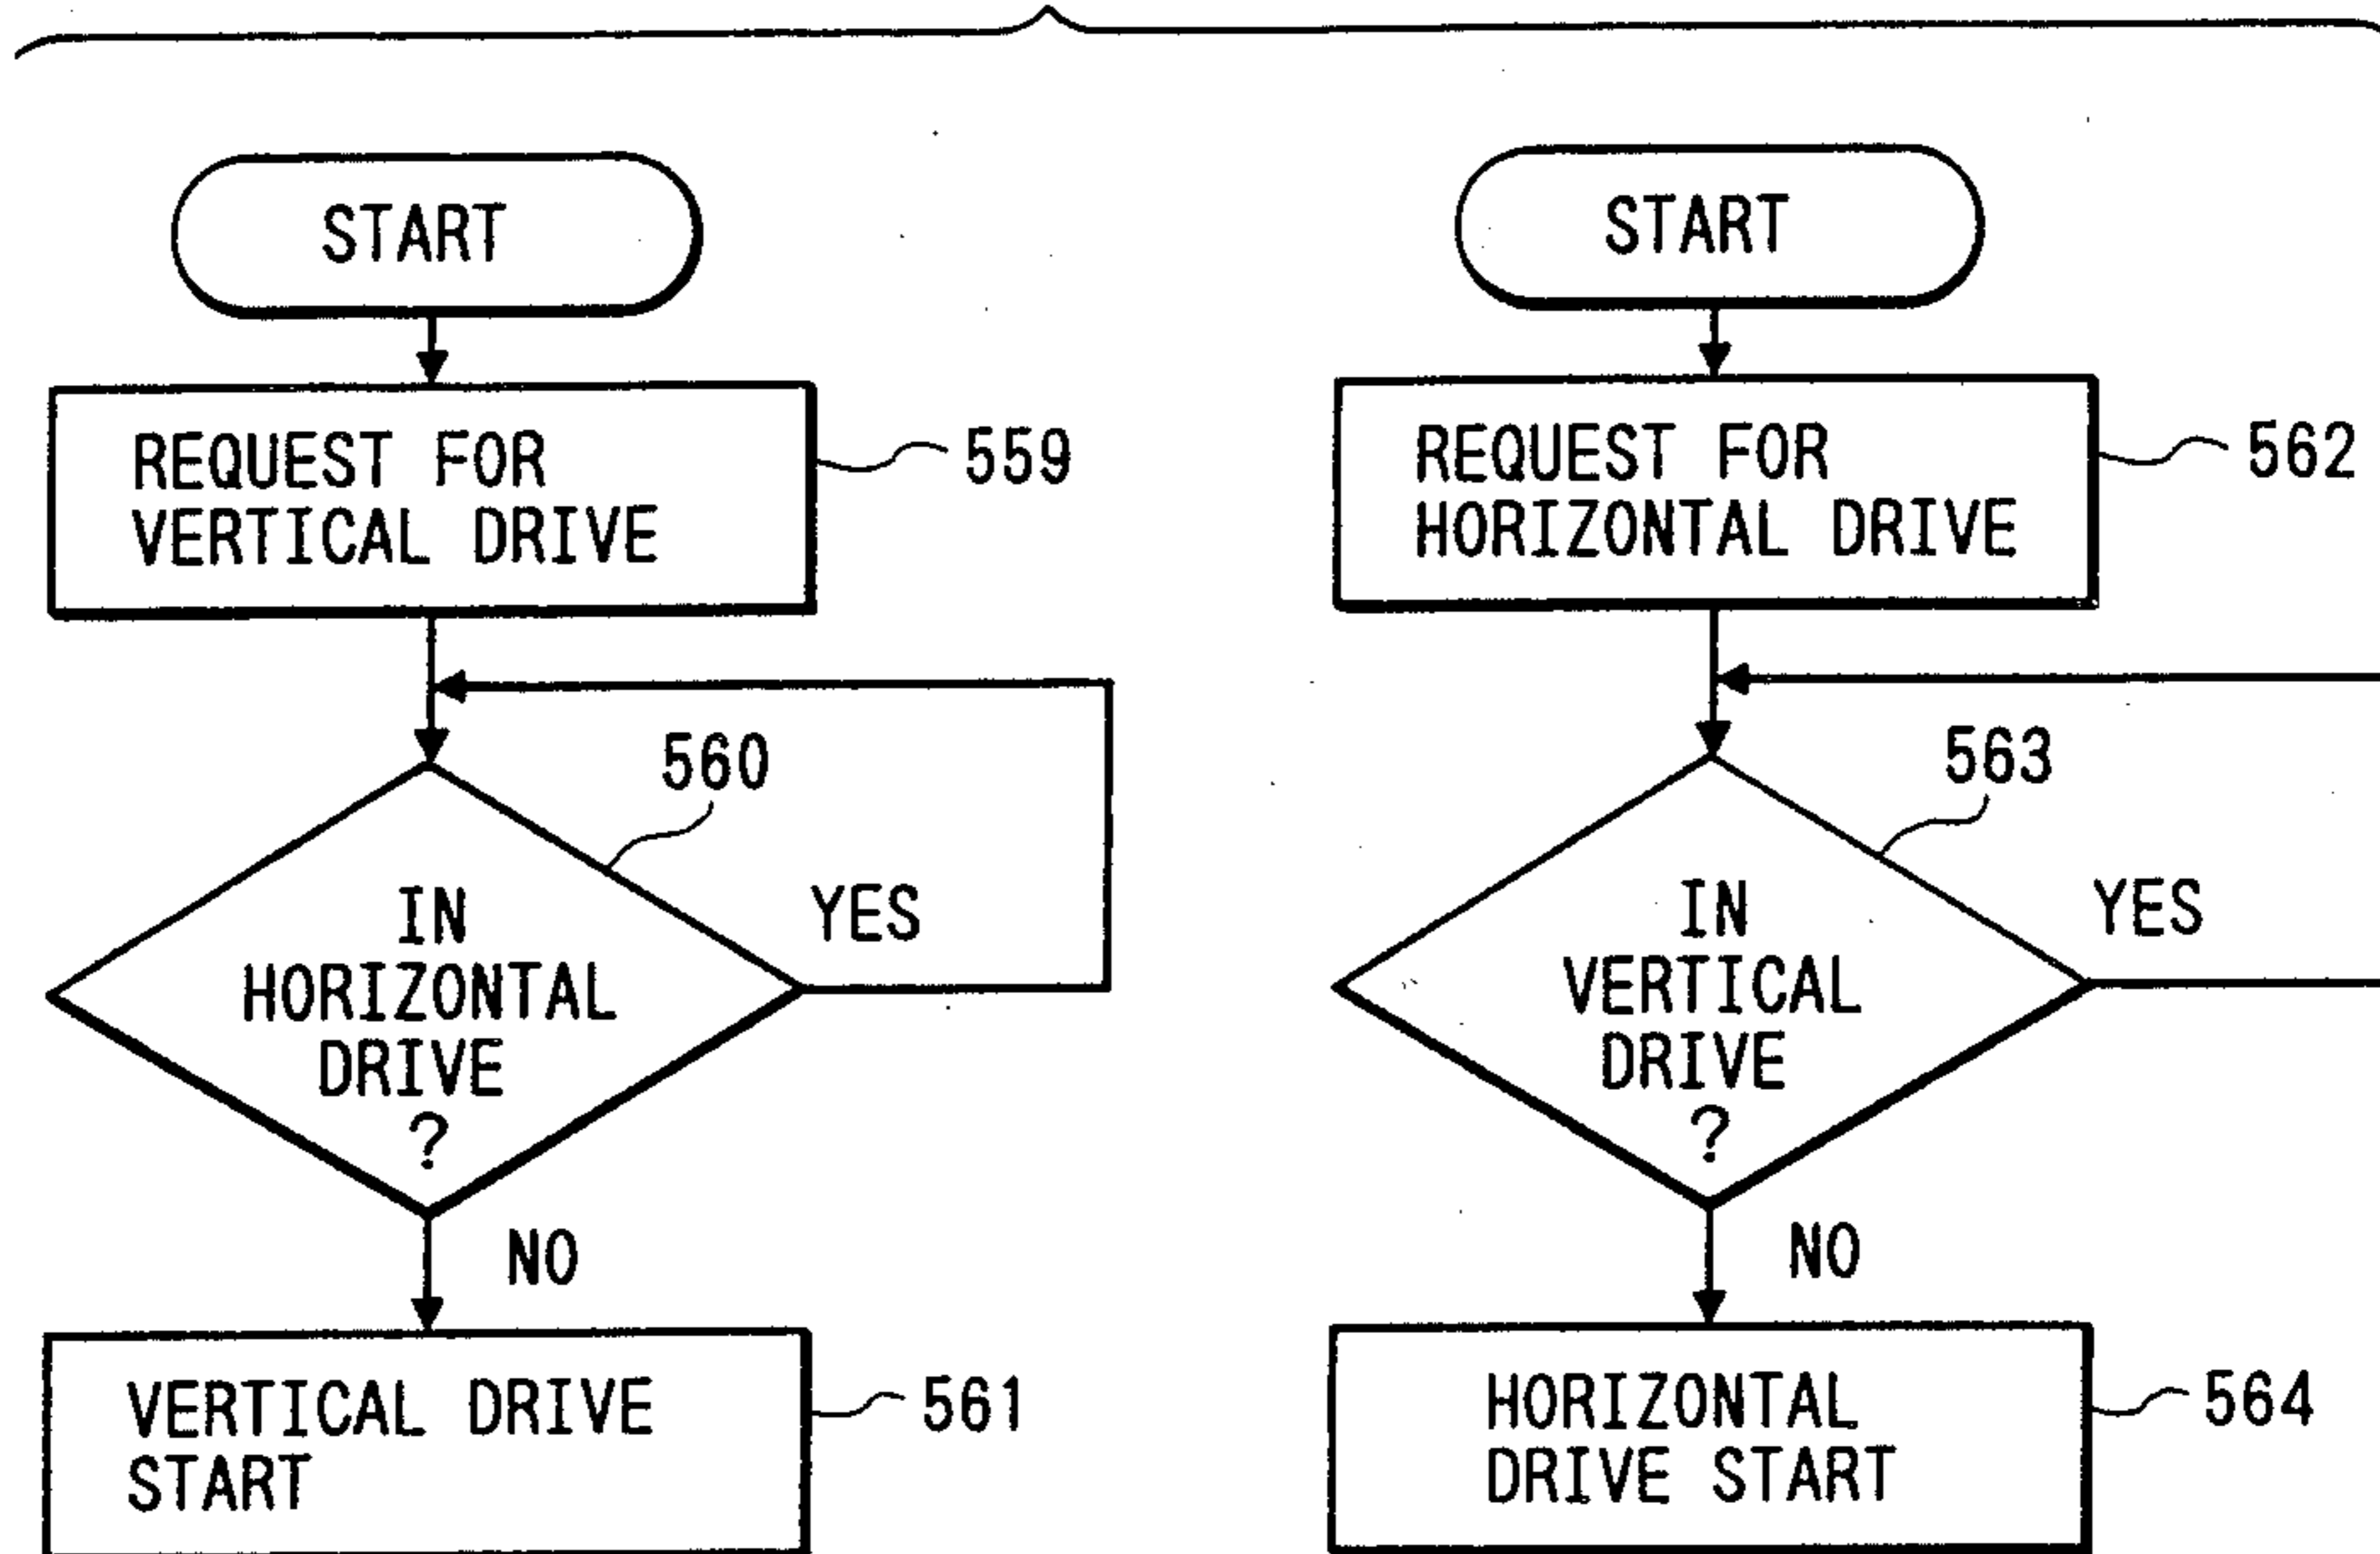 START
REQUEST FOR
VERTICAL DRIVE
559
560
IN
HORIZONTAL
DRIVE
?
YES
NO
VERTICAL DRIVE
START
561
START
REQUEST FOR
HORIZONTAL DRIVE
562
563
IN
VERTICAL
DRIVE
?
YES
NO
HORIZONTAL
DRIVE START
564